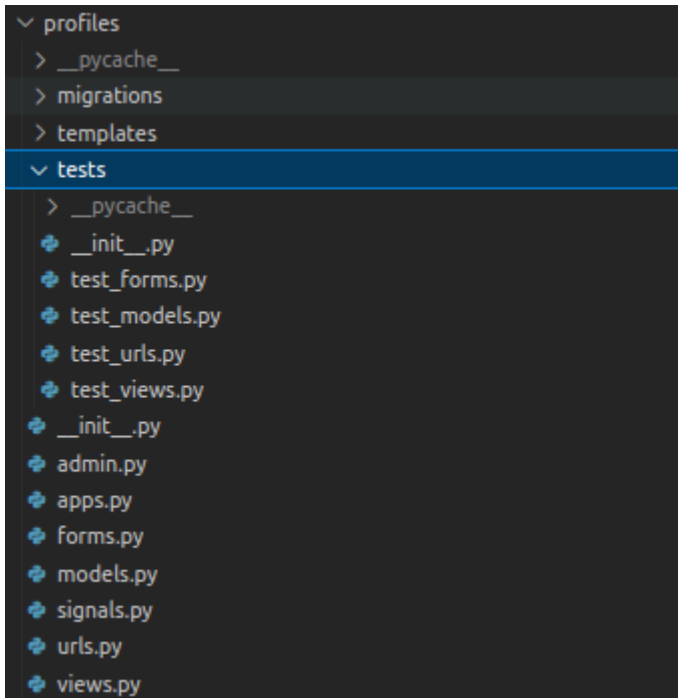 profiles
__pycache__
migrations
templates
tests
__pycache__
__init__.py
test_forms.py
test_models.py
test_urls.py
test_views.py
__init__.py
admin.py
apps.py
forms.py
models.py
signals.py
urls.py
views.py